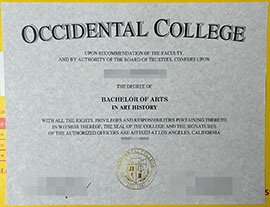 OCCIDENTAL COLLEGE
UPON RECOMMENDATION OF THE FACULTY,
AND BY AUTHORITY OF THE BOARD OF TRUSTEES, CONFERS UPON
THE DEGREE OF
BACHELOR OF ARTS
IN ART HISTORY
WITH ALL THE RIGHTS, PRIVILEGES AND RESPONSIBILITIES PERTAINING THERETO
IN WITNESS THEREOF, THE SEAL OF THE COLLEGE AND THE SIGNATURES
OF THE AUTHORIZED OFFICERS ARE AFFIXED AT LOS ANGELES, CALIFORNIA